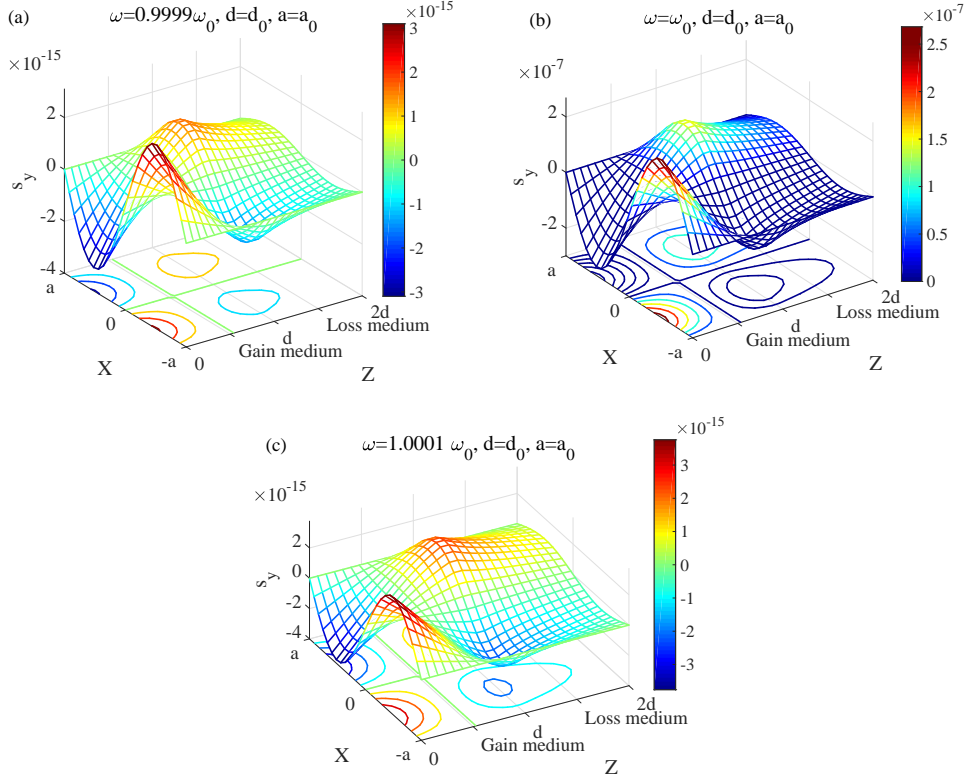 (a)
ω=0.9999ω₀, d=d₀, a=a₀
×10⁻¹⁵
2
0
-2
-4
s_y
a
0
-a
X
0
d
2d
Gain medium
Loss medium
Z
×10⁻¹⁵
3
2
1
0
-1
-2
-3
(b)
ω=ω₀, d=d₀, a=a₀
×10⁻⁷
2
0
-2
s_y
a
0
-a
X
0
d
2d
Gain medium
Loss medium
Z
×10⁻⁷
2.5
2
1.5
1
0.5
0
(c)
ω=1.0001 ω₀, d=d₀, a=a₀
×10⁻¹⁵
2
0
-2
-4
s_y
a
0
-a
X
0
d
2d
Gain medium
Loss medium
Z
×10⁻¹⁵
3
2
1
0
-1
-2
-3